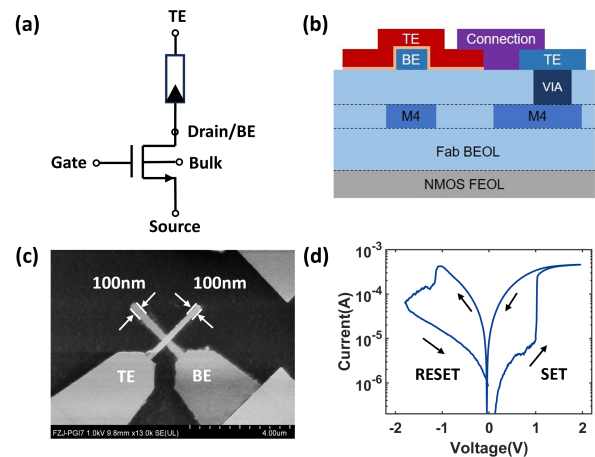 (a)
TE
Drain/BE
Gate
Bulk
Source
(b)
TE
Connection
BE
TE
VIA
M4
M4
Fab BEOL
NMOS FEOL
(c)
100nm
100nm
TE
BE
FZJ-PGI7 1.0kV 9.8mm x13.0k SE(UL)
4.00um
(d)
Current(A)
10⁻³
10⁻⁴
10⁻⁵
10⁻⁶
RESET
SET
-2
-1
0
1
2
Voltage(V)